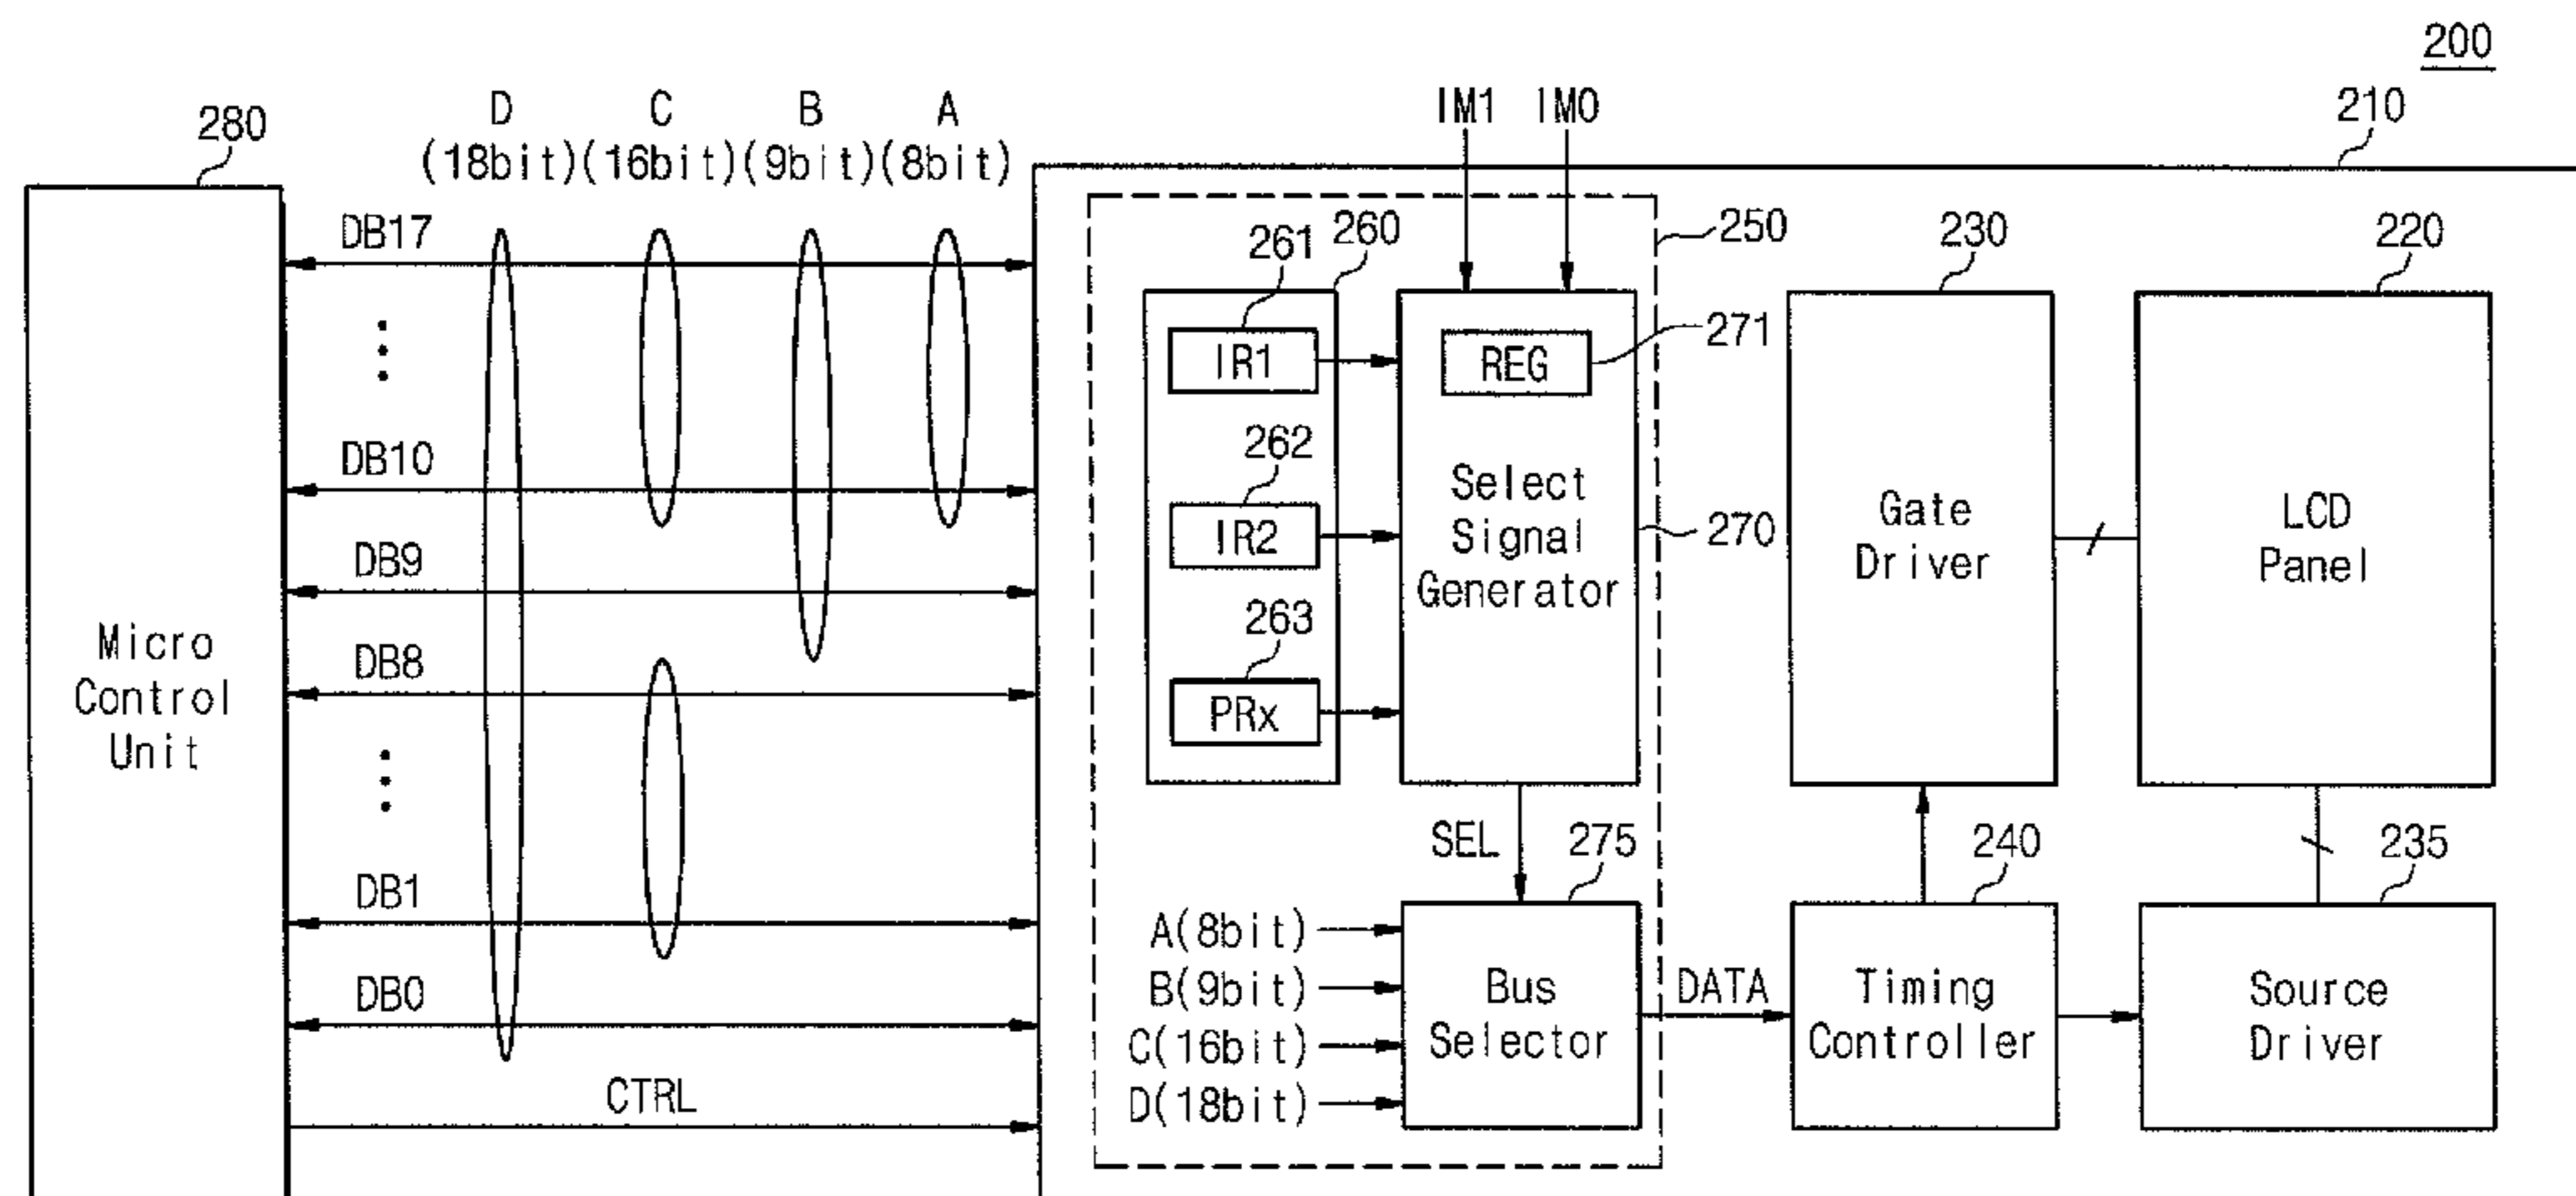 200
D C B A
(18bit)(16bit)(9bit)(8bit)
IM1 IM0
280
210
DB17
DB10
DB9
DB8
DB1
DB0
CTRL
Micro
Control
Unit
250
260
261
IR1
262
IR2
263
PRx
REG
271
Select
Signal
Generator
270
SEL
275
A(8bit)
B(9bit)
C(16bit)
D(18bit)
Bus
Selector
DATA
230
Gate
Driver
220
LCD
Panel
240
Timing
Controller
235
Source
Driver